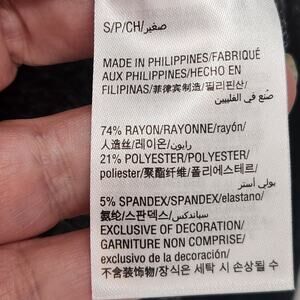 S/P/CH/صغير
MADE IN PHILIPPINES/FABRIQUÉ
AUX PHILIPPINES/HECHO EN
FILIPINAS/菲律宾制造/필리핀산/
صُنع في الفلبين
74% RAYON/RAYONNE/rayón/
人造丝/레이온/رايون
21% POLYESTER/POLYESTER/
poliester/聚酯纤维/폴리에스테르/
بولي أستر
5% SPANDEX/SPANDEX/elastano/
氨纶/스판덱스/سباندكس
EXCLUSIVE OF DECORATION/
GARNITURE NON COMPRISE/
exclusivo de la decoración/
不含装饰物/장식은 세탁 시 손상될 수